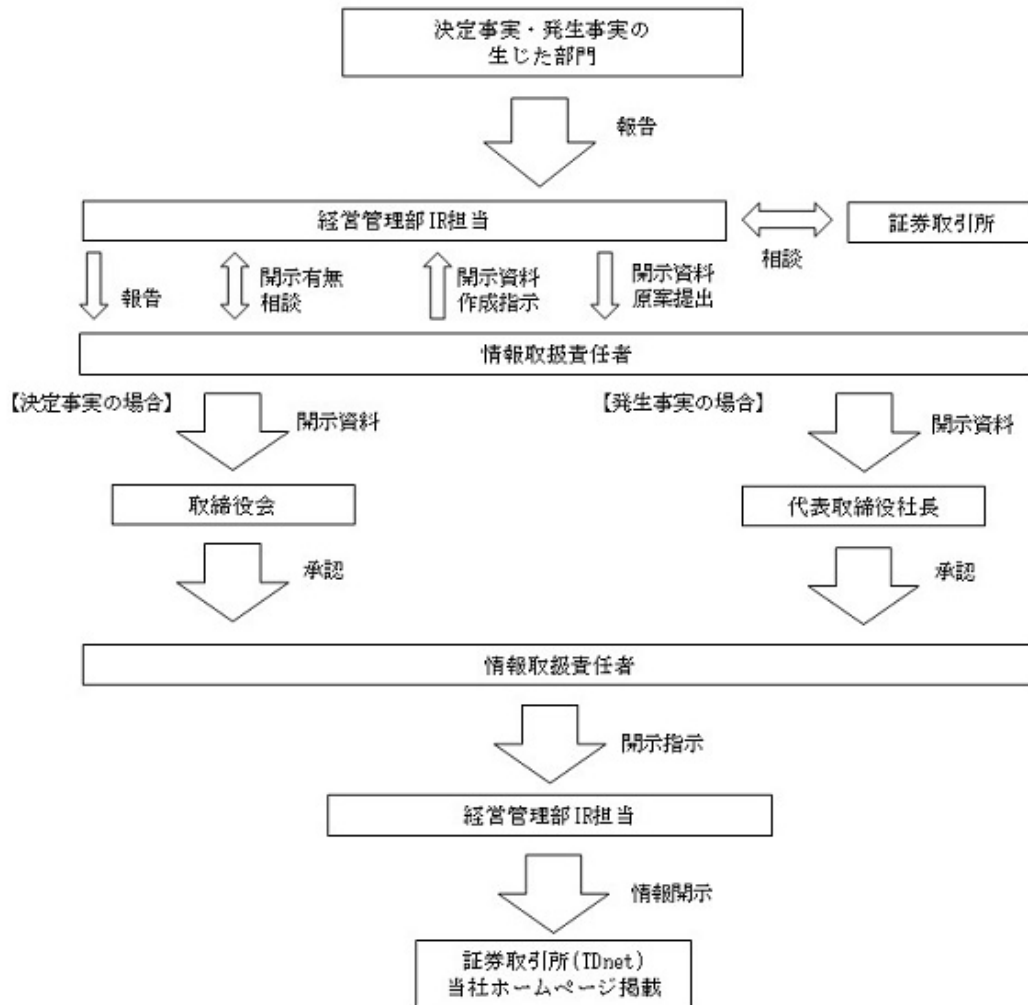 決定事実・発生事実の
生じた部門
報告
経営管理部IR担当
証券取引所
相談
報告
開示有無
相談
開示資料
作成指示
開示資料
原案提出
情報取扱責任者
【決定事実の場合】
【発生事実の場合】
開示資料
開示資料
取締役会
代表取締役社長
承認
承認
情報取扱責任者
開示指示
経営管理部IR担当
情報開示
証券取引所(TDnet)
当社ホームページ掲載